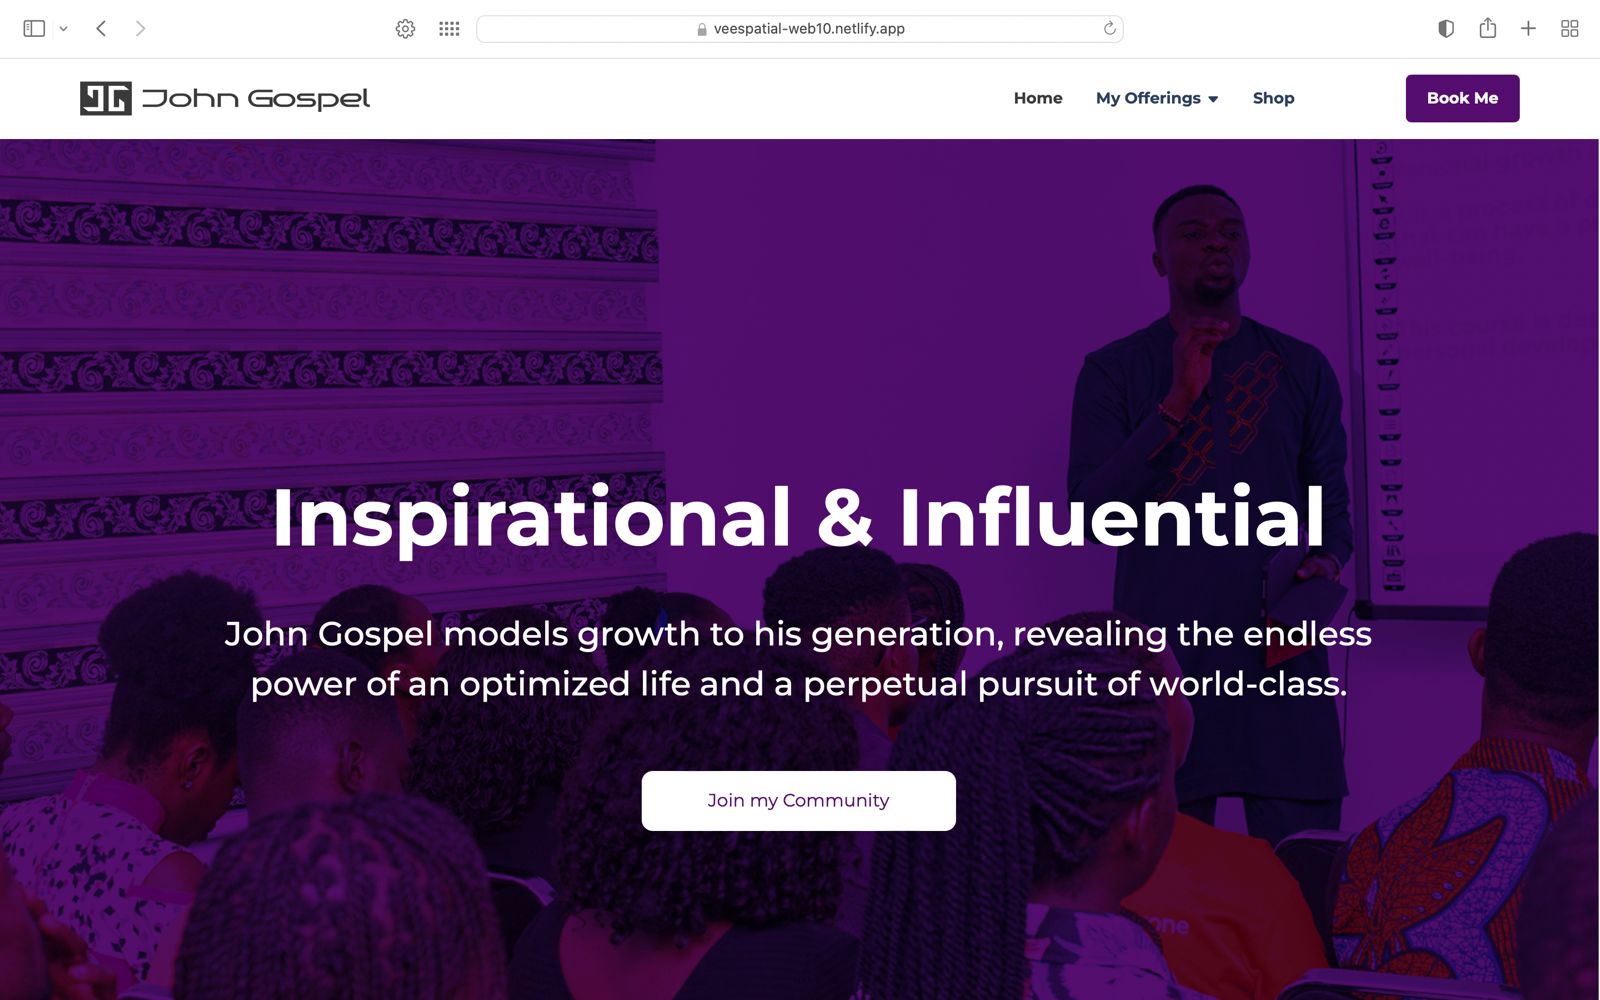 veespatial-web10.netlify.app
JG John Gospel
Home
My Offerings
Shop
Book Me
Inspirational & Influential
John Gospel models growth to his generation, revealing the endless
power of an optimized life and a perpetual pursuit of world-class.
Join my Community